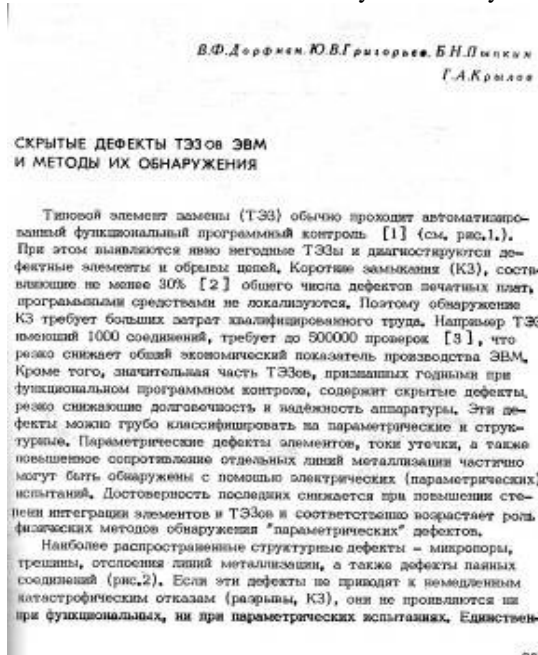 В.Ф.Дорфман, Ю.В.Григорьев, Б.Н.Пыпкин
Г.А.Крылов
СКРЫТЫЕ ДЕФЕКТЫ ТЭЗов ЭВМ
И МЕТОДЫ ИХ ОБНАРУЖЕНИЯ
Типовой элемент замены (ТЭЗ) обычно проходит автоматизиро-
ванный функциональный программный контроль [1] (см. рис.1.).
При этом выявляются явно негодные ТЭЗы и диагностируются де-
фектные элементы и обрывы цепей. Короткие замыкания (КЗ), соста-
вляющие не менее 30% [2] общего числа дефектов печатных плат,
программными средствами не локализуются. Поэтому обнаружение
КЗ требует больших затрат квалифицированного труда. Например ТЭЗ
имеющий 1000 соединений, требует до 500000 проверок [3], что
резко снижает общий экономический показатель производства ЭВМ.
Кроме того, значительная часть ТЭЗов, признанных годными при
функциональном программном контроле, содержит скрытые дефекты,
резко снижающие долговечность и надёжность аппаратуры. Эти де-
фекты можно грубо классифицировать на параметрические и струк-
турные. Параметрические дефекты элементов, токи утечки, а также
повышенное сопротивление отдельных линий металлизации частично
могут быть обнаружены с помощью электрических (параметрических)
испытаний. Достоверность последних снижается при повышении сте-
пени интеграции элементов и ТЭЗов и соответственно возрастает роль
физических методов обнаружения "параметрических" дефектов.
Наиболее распространенные структурные дефекты - микропоры,
трещины, отслоения линий металлизации, а также дефекты паяных
соединений (рис.2). Если эти дефекты не приводят к немедленным
катастрофическим отказам (разрывы, КЗ), они не проявляются ни
при функциональных, ни при параметрических испытаниях. Единствен-